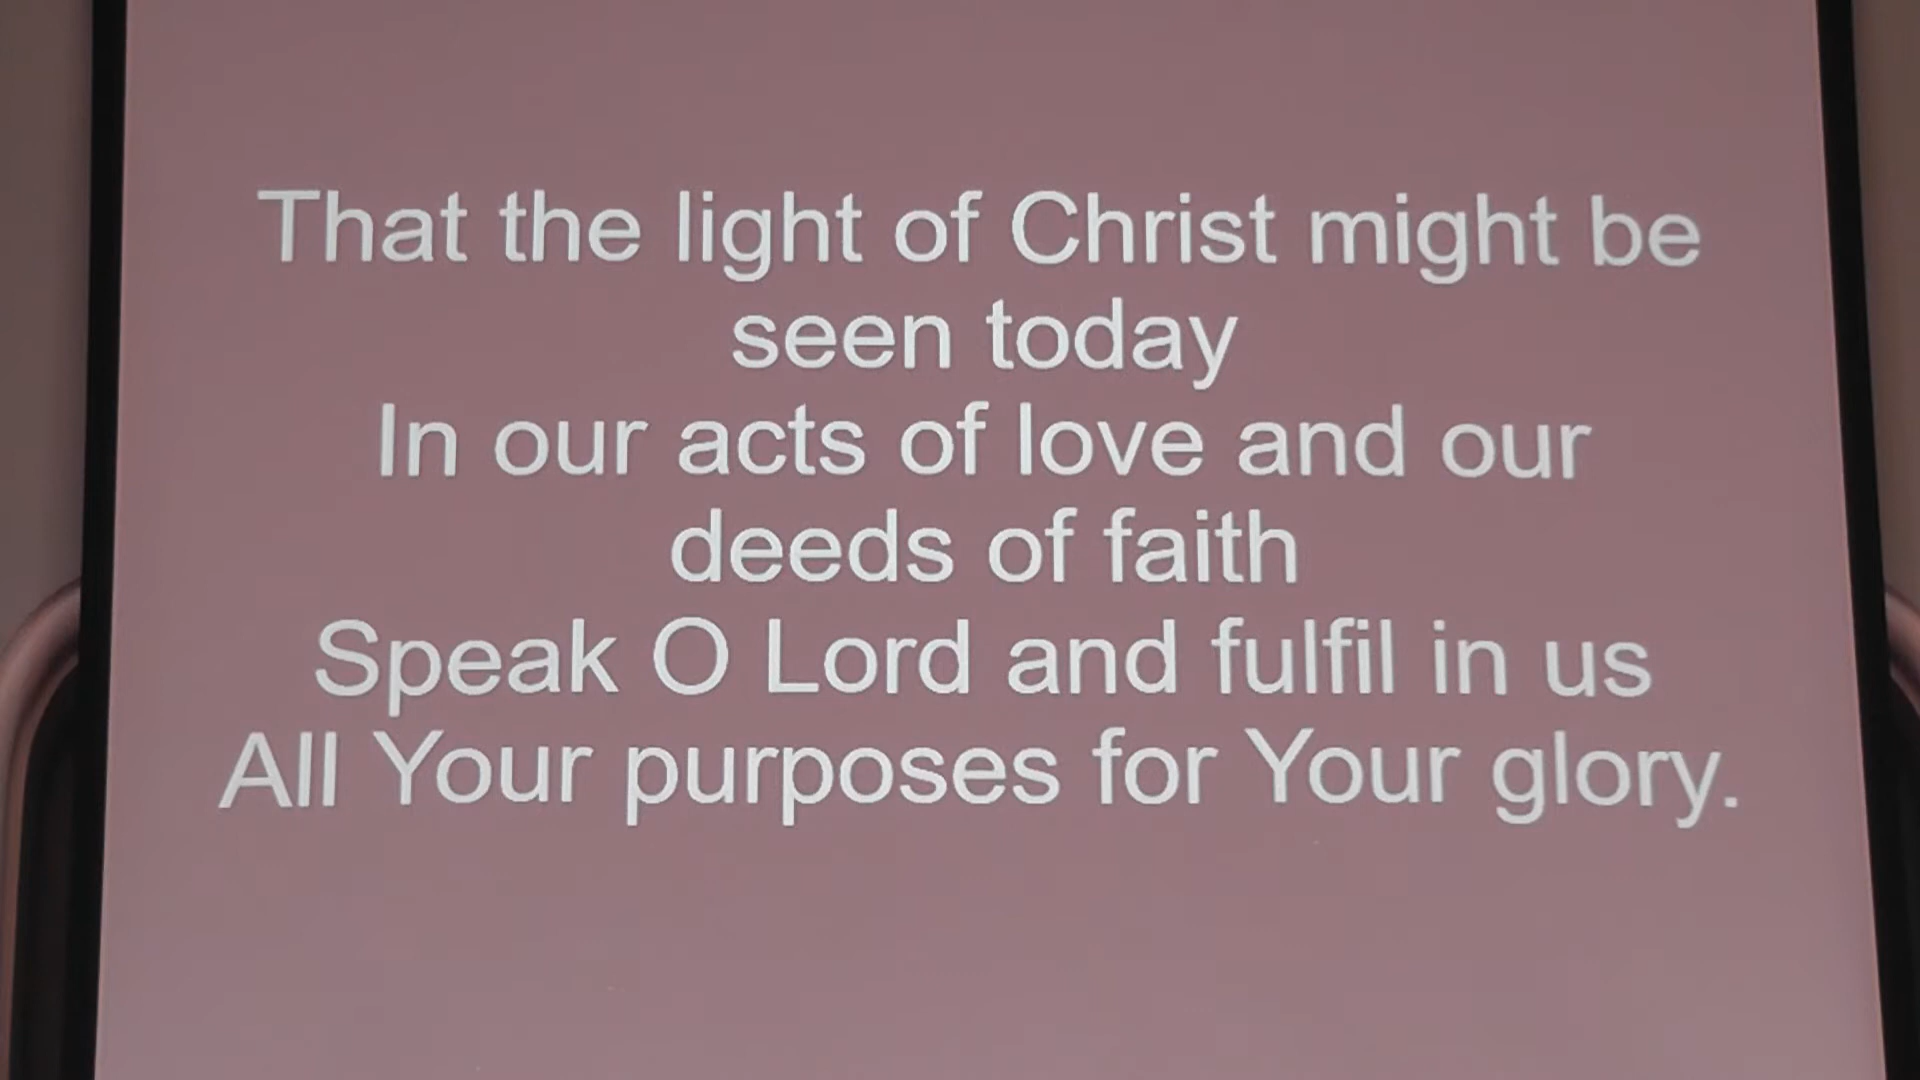 That the light of Christ might be
seen today
In our acts of love and our
deeds of faith
Speak O Lord and fulfil in us
All Your purposes for Your glory.